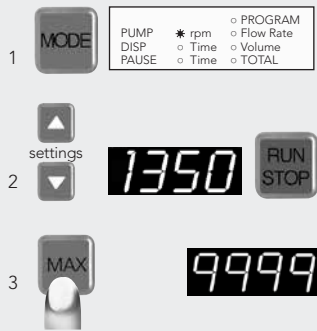 ○ PROGRAM
PUMP ☀ rpm ○ Flow Rate
DISP ○ Time ○ Volume
PAUSE ○ Time ○ TOTAL
1 MODE
settings
2 1350 RUN STOP
3 MAX 9999